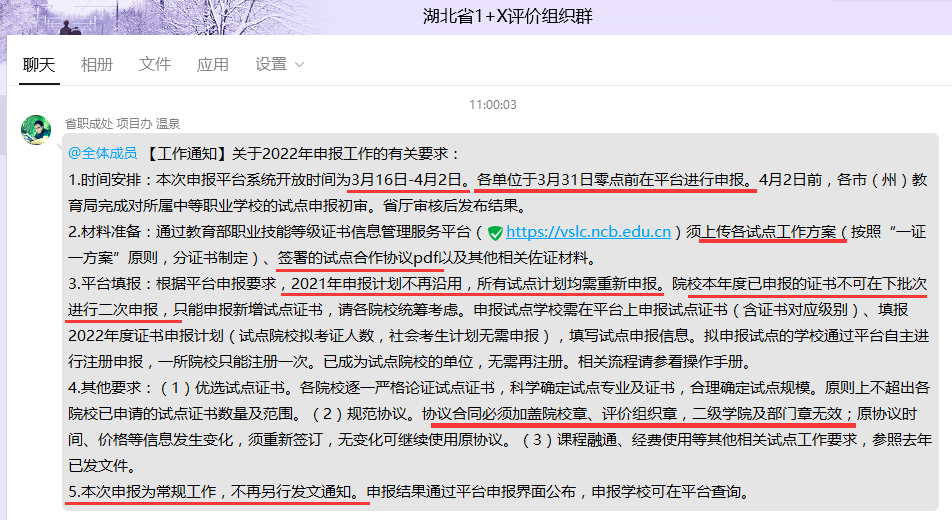 湖北省1+X评价组织群
聊天 相册 文件 应用 设置
11:00:03
省职成处 项目办 温泉
@全体成员 【工作通知】关于2022年申报工作的有关要求：
1.时间安排：本次申报平台系统开放时间为3月16日-4月2日。各单位于3月31日零点前在平台进行申报。4月2日前，各市（州）教
育局完成对所属中等职业学校的试点申报初审。省厅审核后发布结果。
2.材料准备：通过教育部职业技能等级证书信息管理服务平台（https://vslc.ncb.edu.cn）须上传各试点工作方案（按照“一证
一方案”原则，分证书制定）、签署的试点合作协议pdf以及其他相关佐证材料。
3.平台填报：根据平台申报要求，2021年申报计划不再沿用，所有试点计划均需重新申报。院校本年度已申报的证书不可在下批次
进行二次申报，只能申报新增试点证书，请各院校统筹考虑。申报试点学校需在平台上申报试点证书（含证书对应级别）、填报
2022年度证书申报计划（试点院校拟考证人数，社会考生计划无需申报），填写试点申报信息。拟申报试点的学校通过平台自主进
行注册申报，一所院校只能注册一次。已成为试点院校的单位，无需再注册。相关流程请参看操作手册。
4.其他要求：（1）优选试点证书。各院校逐一严格论证试点证书，科学确定试点专业及证书，合理确定试点规模。原则上不超出各
院校已申请的试点证书数量及范围。（2）规范协议。协议合同必须加盖院校章、评价组织章，二级学院及部门章无效；原协议时
间、价格等信息发生变化，须重新签订，无变化可继续使用原协议。（3）课程融通、经费使用等其他相关试点工作要求，参照去年
已发文件。
5.本次申报为常规工作，不再另行发文通知。申报结果通过平台申报界面公布，申报学校可在平台查询。